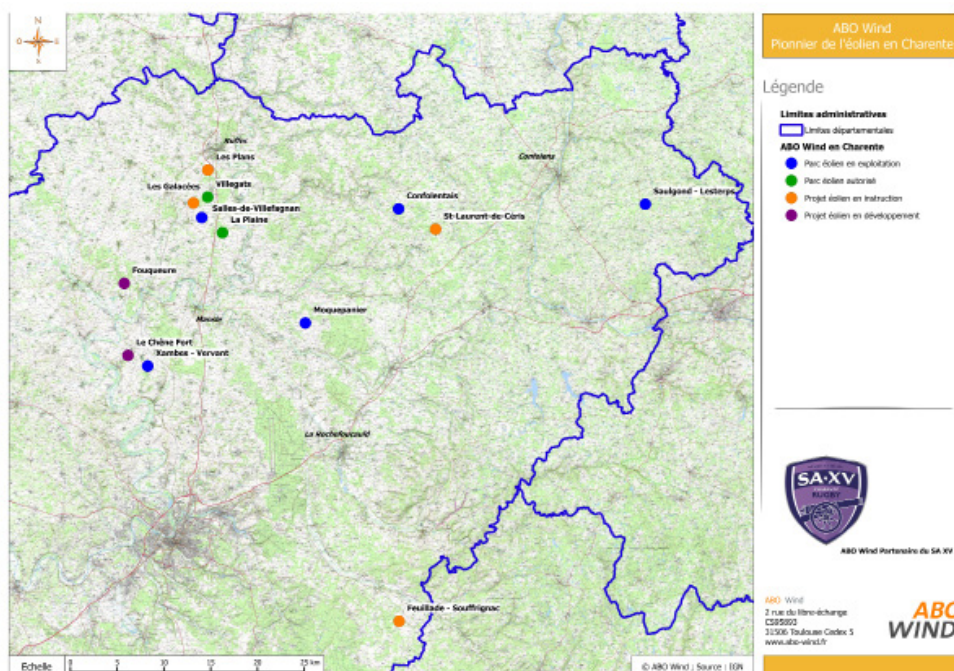 N
ABO Wind
Pionnier de l'éolien en Charente
Légende
Limites administratives
Limites départementales
ABO Wind en Charente
Parc éolien en exploitation
Parc éolien autorisé
Projet éolien en instruction
Projet éolien en développement
Ruffec
Les Plans
Les Galacées
Villegats
Salles-de-Villefagnan
La Plaine
Confolens
Confolentais
St-Laurent-de-Céris
Saulgond - Lesterps
Fouqueure
Mansle
Moquepanier
Le Chêne Fort
Xambes - Vervant
La Rochefoucauld
Feuillade - Souffrignac
SA-XV
RUGBY
ABO Wind Partenaire du SA XV
ABO Wind
2 rue du libre-échange
CS95893
31506 Toulouse Cedex 5
www.abo-wind.fr
ABO
WIND
Echelle
0 5 10 15 20 25 km
© ABO Wind ; Source : IGN